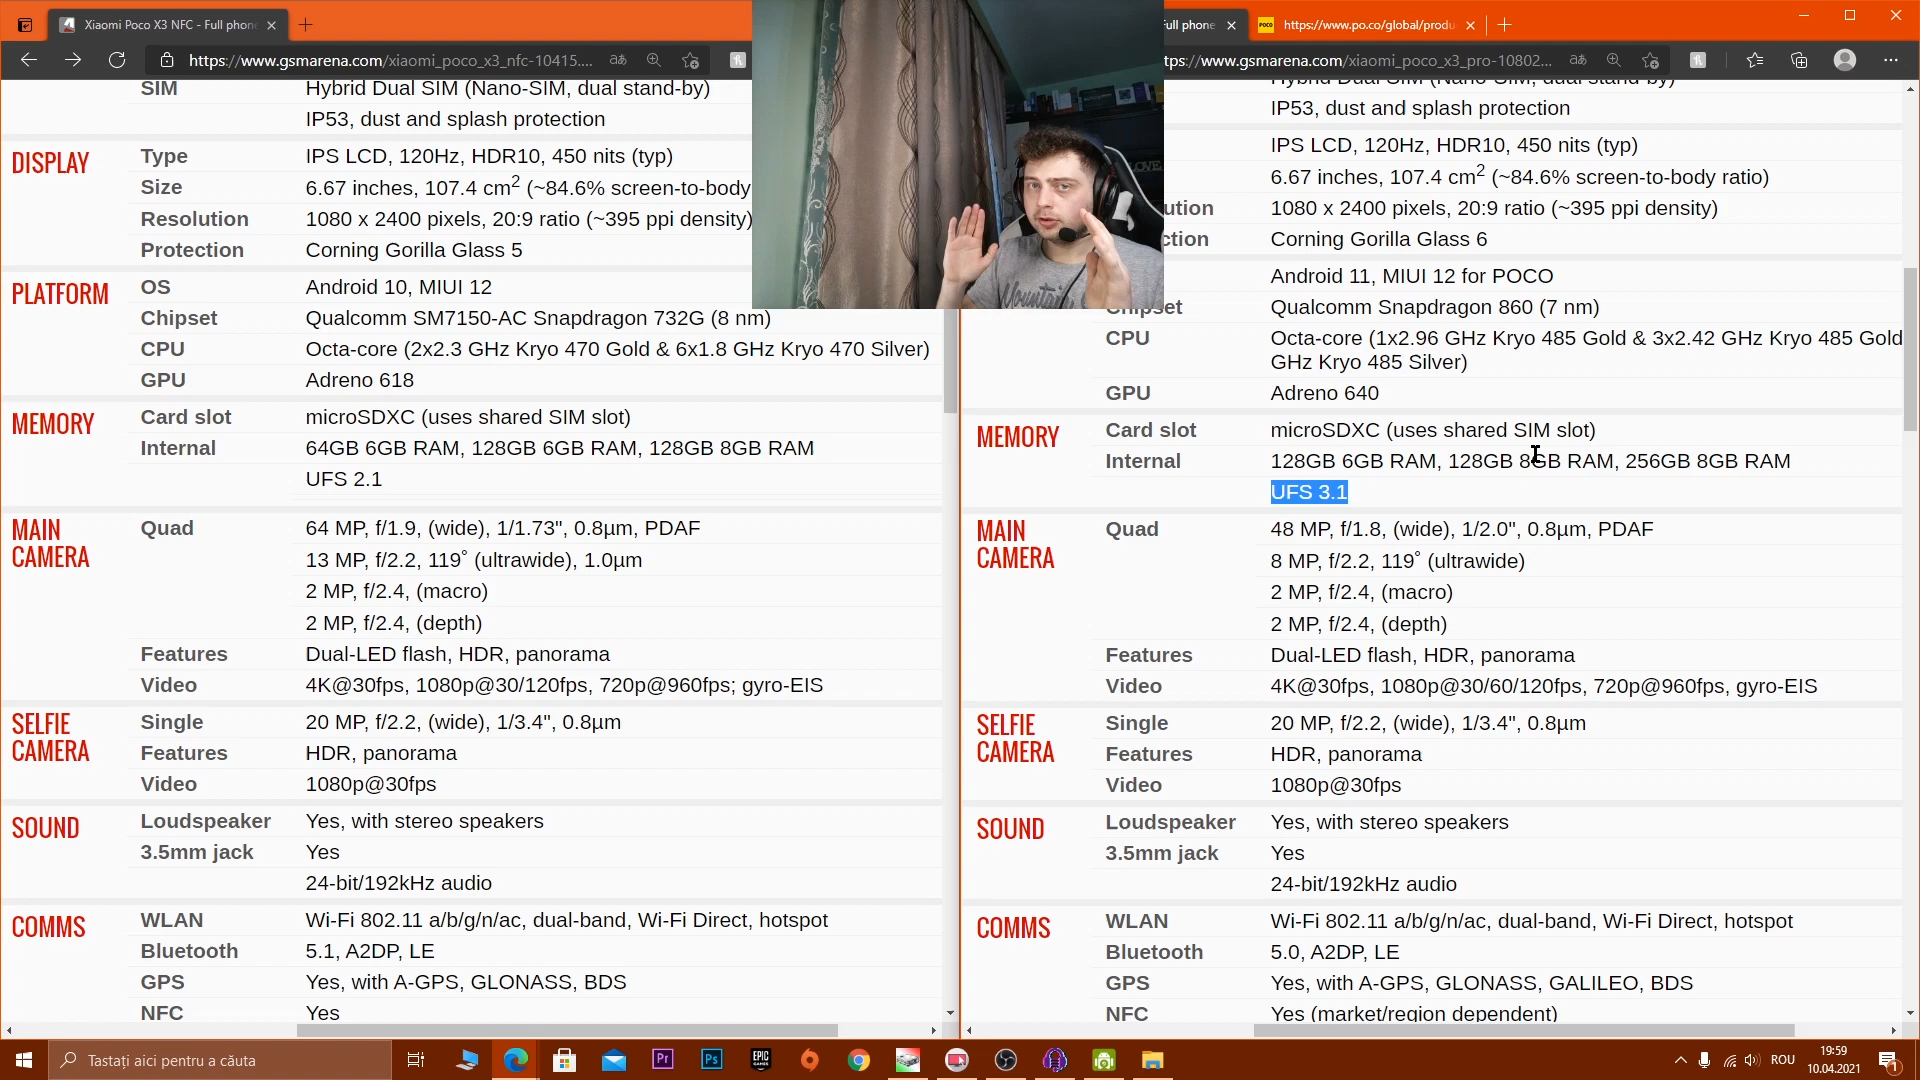 Xiaomi Poco X3 NFC - Full phone
Full phone
https://www.po.co/global/produ
https://www.gsmarena.com/xiaomi_poco_x3_nfc-10415....
tps://www.gsmarena.com/xiaomi_poco_x3_pro-10802...
SIM Hybrid Dual SIM (Nano-SIM, dual stand-by)
IP53, dust and splash protection
DISPLAY Type IPS LCD, 120Hz, HDR10, 450 nits (typ)
Size 6.67 inches, 107.4 cm2 (~84.6% screen-to-body
Resolution 1080 x 2400 pixels, 20:9 ratio (~395 ppi density)
Protection Corning Gorilla Glass 5
PLATFORM OS Android 10, MIUI 12
Chipset Qualcomm SM7150-AC Snapdragon 732G (8 nm)
CPU Octa-core (2x2.3 GHz Kryo 470 Gold & 6x1.8 GHz Kryo 470 Silver)
GPU Adreno 618
MEMORY Card slot microSDXC (uses shared SIM slot)
Internal 64GB 6GB RAM, 128GB 6GB RAM, 128GB 8GB RAM
UFS 2.1
MAIN CAMERA Quad 64 MP, f/1.9, (wide), 1/1.73", 0.8µm, PDAF
13 MP, f/2.2, 119˚ (ultrawide), 1.0µm
2 MP, f/2.4, (macro)
2 MP, f/2.4, (depth)
Features Dual-LED flash, HDR, panorama
Video 4K@30fps, 1080p@30/120fps, 720p@960fps; gyro-EIS
SELFIE CAMERA Single 20 MP, f/2.2, (wide), 1/3.4", 0.8µm
Features HDR, panorama
Video 1080p@30fps
SOUND Loudspeaker Yes, with stereo speakers
3.5mm jack Yes
24-bit/192kHz audio
COMMS WLAN Wi-Fi 802.11 a/b/g/n/ac, dual-band, Wi-Fi Direct, hotspot
Bluetooth 5.1, A2DP, LE
GPS Yes, with A-GPS, GLONASS, BDS
NFC Yes
Hybrid Dual SIM (Nano-SIM, dual stand-by)
IP53, dust and splash protection
IPS LCD, 120Hz, HDR10, 450 nits (typ)
6.67 inches, 107.4 cm2 (~84.6% screen-to-body ratio)
ution 1080 x 2400 pixels, 20:9 ratio (~395 ppi density)
ction Corning Gorilla Glass 6
Android 11, MIUI 12 for POCO
Chipset Qualcomm Snapdragon 860 (7 nm)
CPU Octa-core (1x2.96 GHz Kryo 485 Gold & 3x2.42 GHz Kryo 485 Gold
GHz Kryo 485 Silver)
GPU Adreno 640
MEMORY Card slot microSDXC (uses shared SIM slot)
Internal 128GB 6GB RAM, 128GB 8GB RAM, 256GB 8GB RAM
UFS 3.1
MAIN CAMERA Quad 48 MP, f/1.8, (wide), 1/2.0", 0.8µm, PDAF
8 MP, f/2.2, 119˚ (ultrawide)
2 MP, f/2.4, (macro)
2 MP, f/2.4, (depth)
Features Dual-LED flash, HDR, panorama
Video 4K@30fps, 1080p@30/60/120fps, 720p@960fps, gyro-EIS
SELFIE CAMERA Single 20 MP, f/2.2, (wide), 1/3.4", 0.8µm
Features HDR, panorama
Video 1080p@30fps
SOUND Loudspeaker Yes, with stereo speakers
3.5mm jack Yes
24-bit/192kHz audio
COMMS WLAN Wi-Fi 802.11 a/b/g/n/ac, dual-band, Wi-Fi Direct, hotspot
Bluetooth 5.0, A2DP, LE
GPS Yes, with A-GPS, GLONASS, GALILEO, BDS
NFC Yes (market/region dependent)
Tastați aici pentru a căuta
Pr
Ps
EPIC GAMES
ROU
19:59
10.04.2021
1